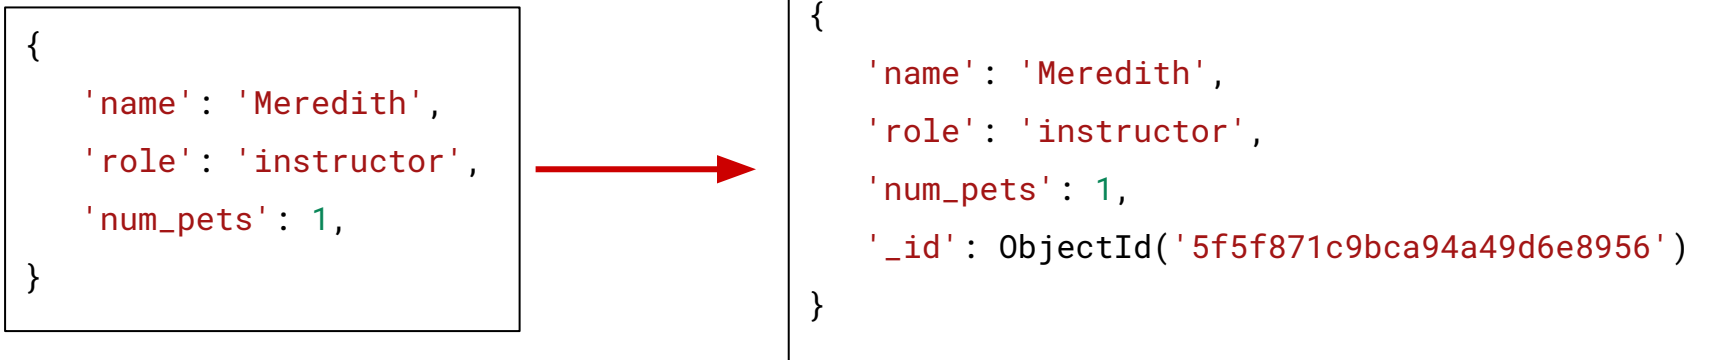 {
'name': 'Meredith',
'role': 'instructor',
'num_pets': 1,
}
{
'name': 'Meredith',
'role': 'instructor',
'num_pets': 1,
'_id': ObjectId('5f5f871c9bca94a49d6e8956')
}